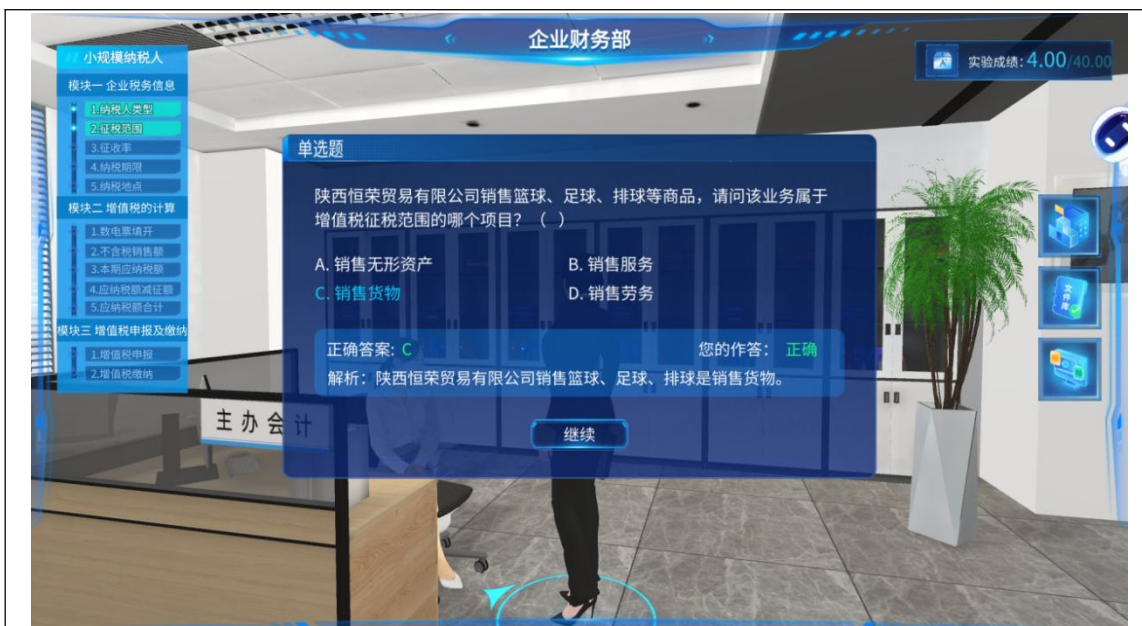 企业财务部
实验成绩：4.00/40.00
小规模纳税人
模块一 企业税务信息
1.纳税人类型
2.征税范围
3.征收率
4.纳税期限
5.纳税地点
模块二 增值税的计算
1.数电票填开
2.不含税销售额
3.本期应纳税额
4.应纳税额减征额
5.应纳税额合计
模块三 增值税申报及缴纳
1.增值税申报
2.增值税缴纳
单选题
陕西恒荣贸易有限公司销售篮球、足球、排球等商品，请问该业务属于
增值税征税范围的哪个项目？（ ）
A. 销售无形资产 B. 销售服务
C. 销售货物 D. 销售劳务
正确答案: C 您的作答： 正确
解析：陕西恒荣贸易有限公司销售篮球、足球、排球是销售货物。
继续
主办会计
文件库